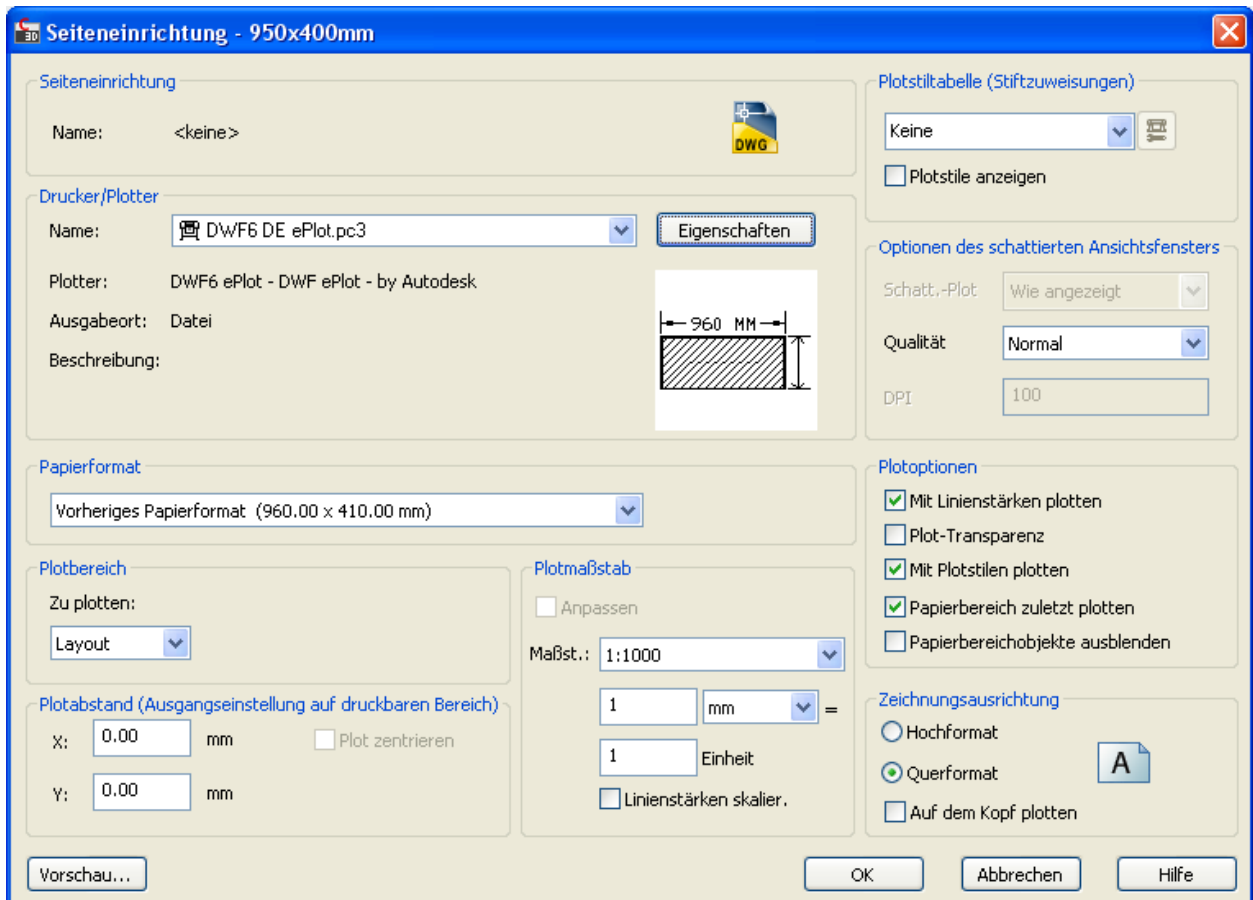 Seiteneinrichtung - 950x400mm
Seiteneinrichtung
Name: <keine>
DWG
Drucker/Plotter
Name: DWF6 DE ePlot.pc3 Eigenschaften
Plotter: DWF6 ePlot - DWF ePlot - by Autodesk
Ausgabeort: Datei
Beschreibung:
960 MM
Papierformat
Vorheriges Papierformat (960.00 x 410.00 mm)
Plotbereich
Zu plotten:
Layout
Plotabstand (Ausgangseinstellung auf druckbaren Bereich)
X: 0.00 mm Plot zentrieren
Y: 0.00 mm
Plotmaßstab
Anpassen
Maßst.: 1:1000
1 mm =
1 Einheit
Linienstärken skalier.
Plotstiltabelle (Stiftzuweisungen)
Keine
Plotstile anzeigen
Optionen des schattierten Ansichtsfensters
Schatt.-Plot Wie angezeigt
Qualität Normal
DPI 100
Plotoptionen
Mit Linienstärken plotten
Plot-Transparenz
Mit Plotstilen plotten
Papierbereich zuletzt plotten
Papierbereichobjekte ausblenden
Zeichnungsausrichtung
Hochformat
Querformat
A
Auf dem Kopf plotten
Vorschau... OK Abbrechen Hilfe